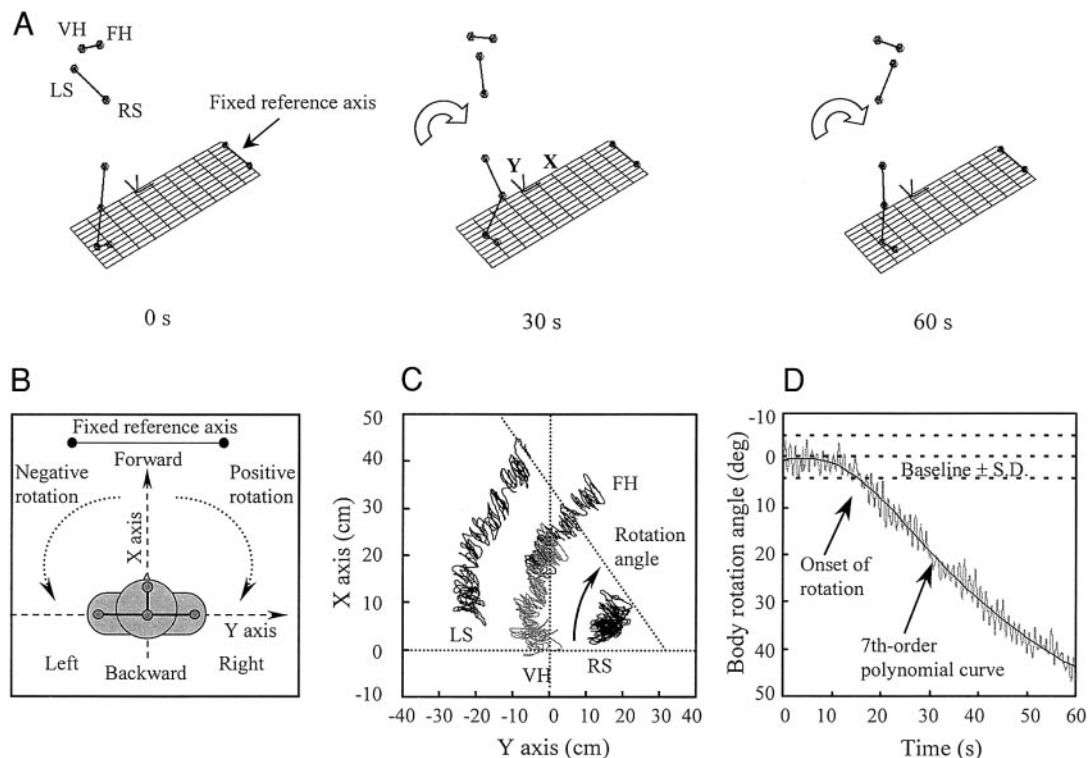 A
VH
FH
LS
RS
Fixed reference axis
Y
X
0 s
30 s
60 s
B
Fixed reference axis
Forward
Negative
rotation
Positive
rotation
X axis
Y axis
Left
Backward
Right
C
50
40
30
20
10
0
-10
X axis (cm)
FH
Rotation
angle
LS
VH
RS
-40 -30 -20 -10 0 10 20 30 40
Y axis (cm)
D
-10
0
10
20
30
40
50
Body rotation angle (deg)
Baseline ± S.D.
Onset of
rotation
7th-order
polynomial curve
0 10 20 30 40 50 60
Time (s)